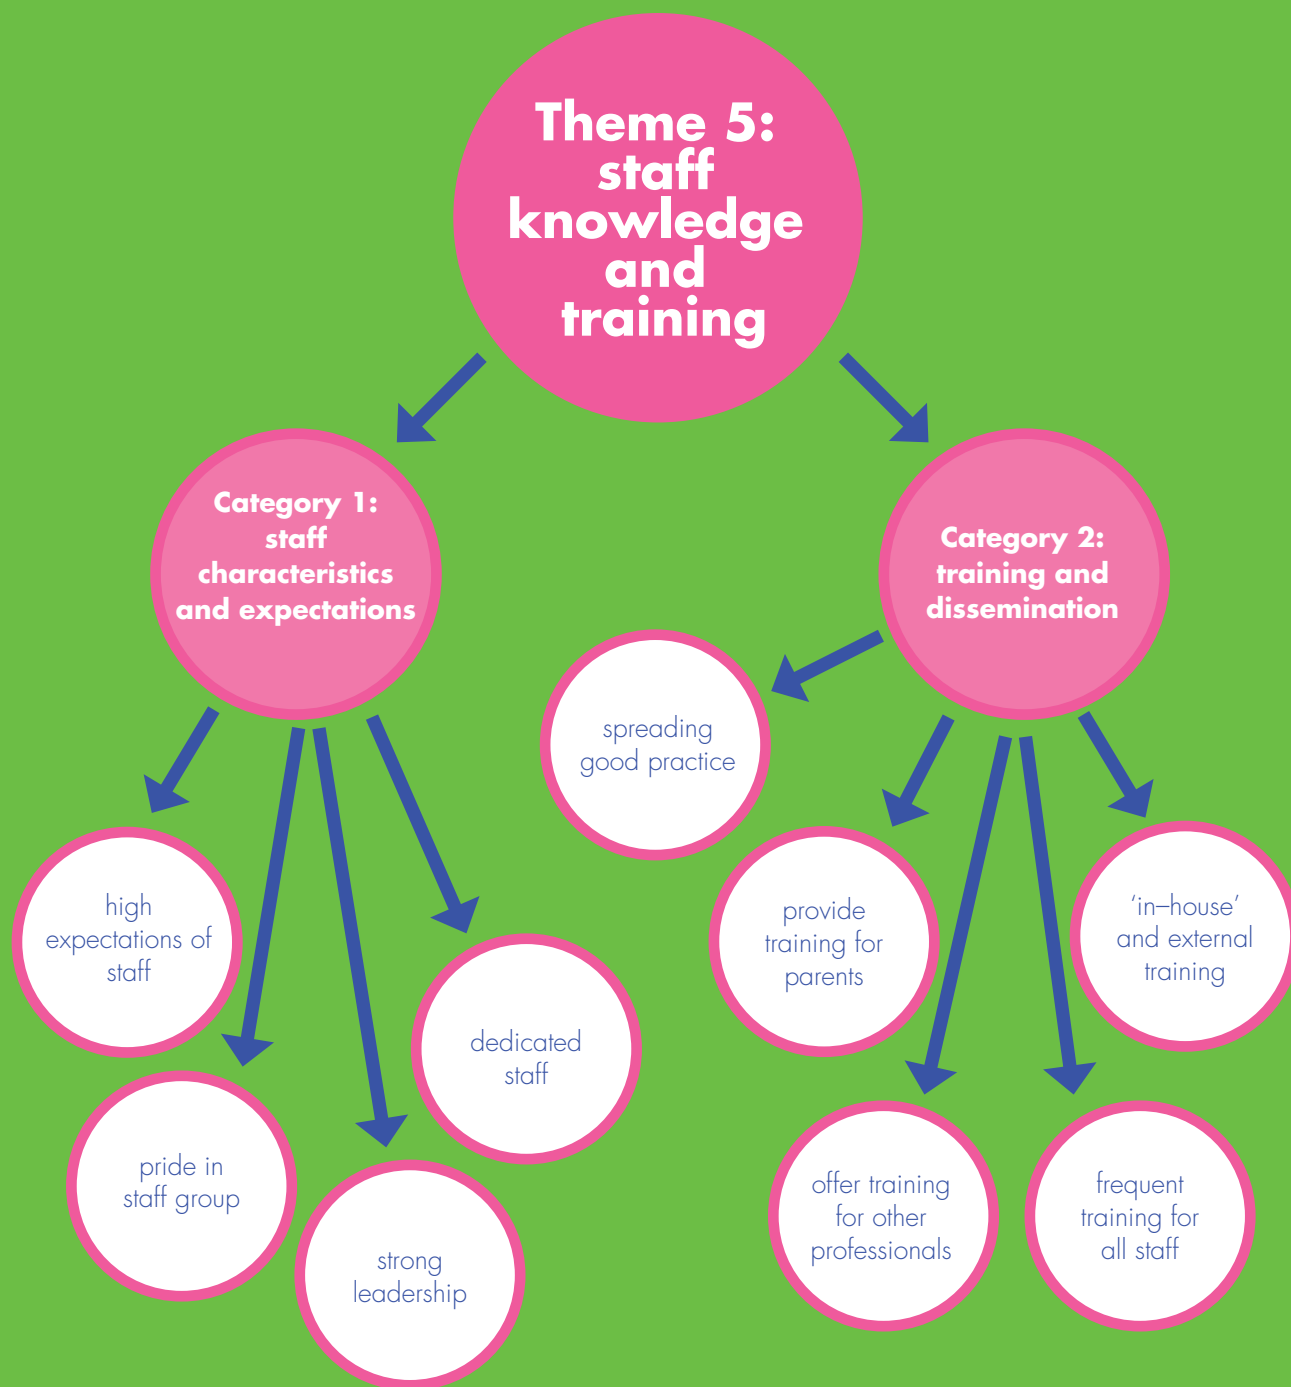 Theme 5:
staff
knowledge
and
training
Category 1:
staff
characteristics
and expectations
Category 2:
training and
dissemination
spreading
good practice
high
expectations of
staff
provide
training for
parents
‘in–house’
and external
training
dedicated
staff
pride in
staff group
strong
leadership
offer training
for other
professionals
frequent
training for
all staff